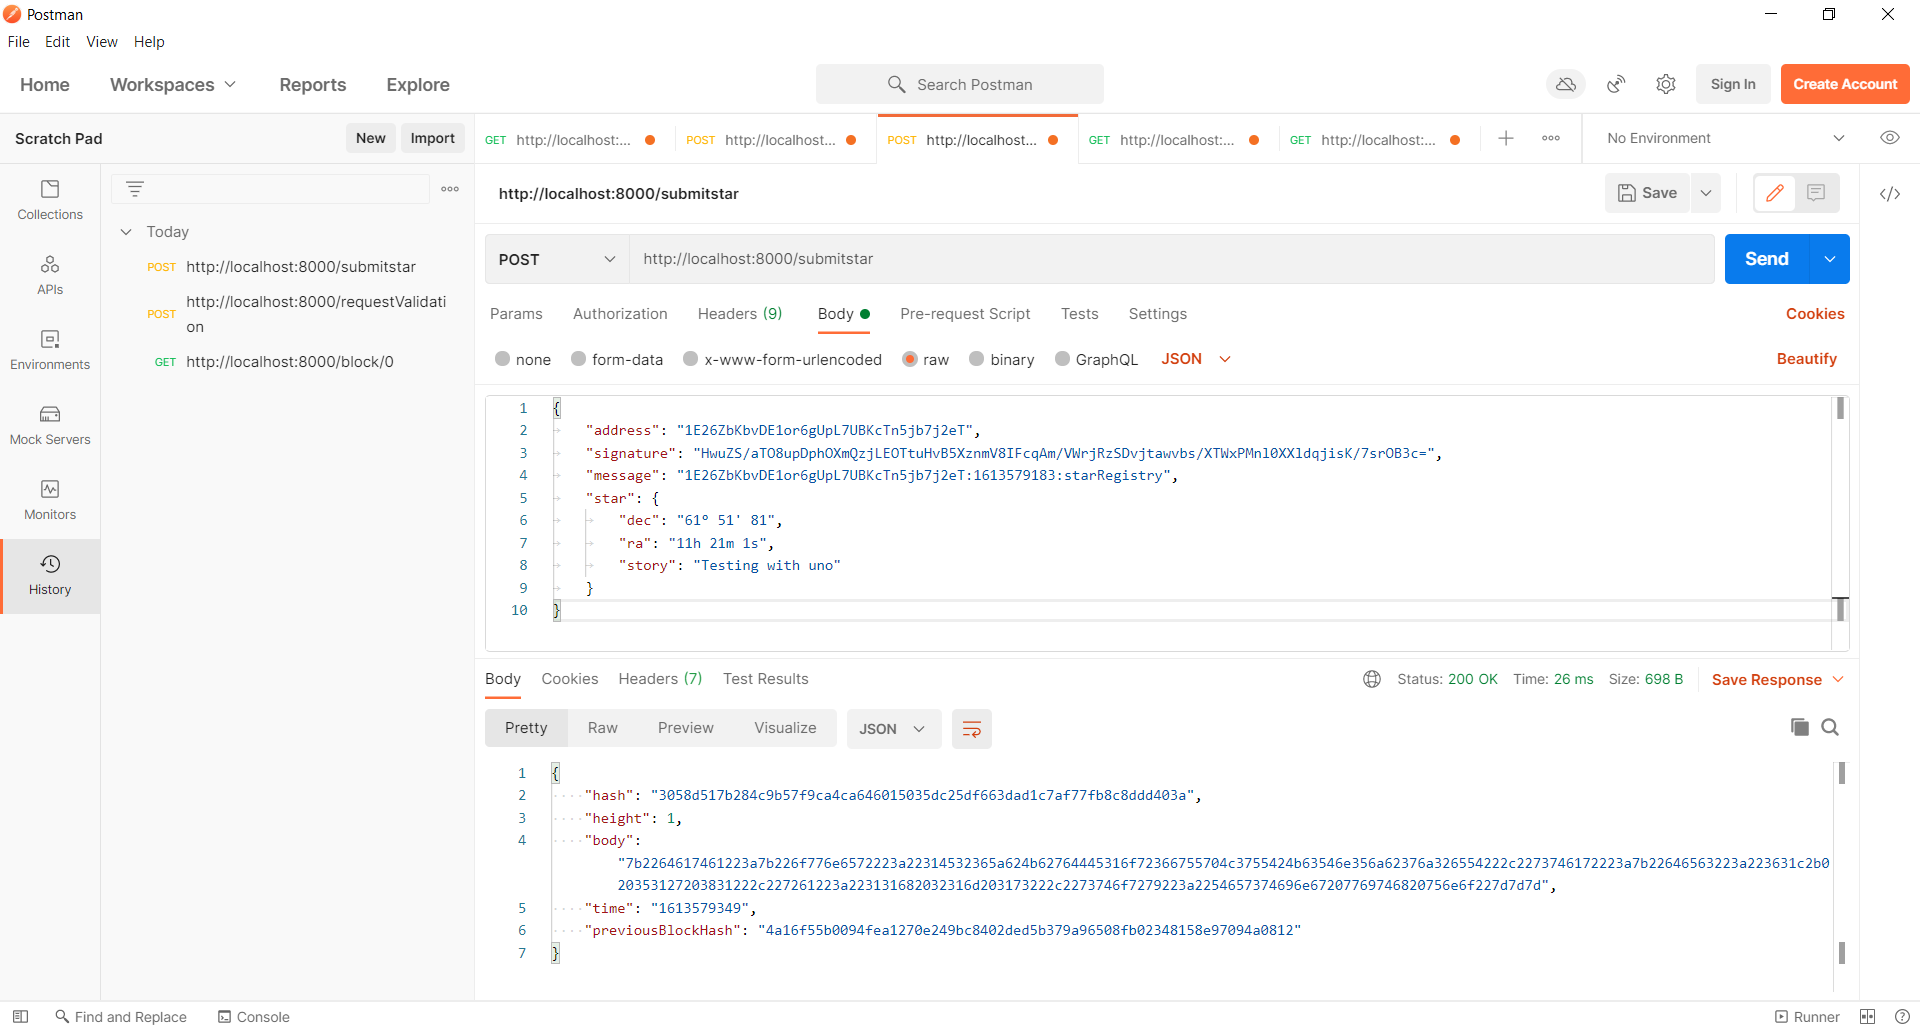 Postman
File Edit View Help
Home Workspaces Reports Explore Search Postman Sign In Create Account
Scratch Pad New Import GET http://localhost:... POST http://localhost... POST http://localhost... GET http://localhost:... GET http://localhost:... No Environment
http://localhost:8000/submitstar Save
Collections
APIs
Environments
Mock Servers
Monitors
History
Today
POST http://localhost:8000/submitstar
POST http://localhost:8000/requestValidati
on
GET http://localhost:8000/block/0
POST http://localhost:8000/submitstar Send
Params Authorization Headers (9) Body Pre-request Script Tests Settings Cookies
none form-data x-www-form-urlencoded raw binary GraphQL JSON Beautify
1 {
2 "address": "1E26ZbKbvDE1or6gUpL7UBKcTn5jb7j2eT",
3 "signature": "HwuZS/aTO8upDphOXmQzjLEOTtuHvB5XznmV8IFcqAm/VWrjRzSDvjtawvbs/XTWxPMnl0XXldqjisK/7srOB3c=",
4 "message": "1E26ZbKbvDE1or6gUpL7UBKcTn5jb7j2eT:1613579183:starRegistry",
5 "star": {
6 "dec": "61° 51' 81",
7 "ra": "11h 21m 1s",
8 "story": "Testing with uno"
9 }
10 }
Body Cookies Headers (7) Test Results Status: 200 OK Time: 26 ms Size: 698 B Save Response
Pretty Raw Preview Visualize JSON
1 {
2 "hash": "3058d517b284c9b57f9ca4ca646015035dc25df663dad1c7af77fb8c8ddd403a",
3 "height": 1,
4 "body":
"7b2264617461223a7b226f776e6572223a22314532365a624b62764445316f72366755704c3755424b63546e356a62376a326554222c2273746172223a7b22646563223a223631c2b0
20353127203831222c227261223a223131682032316d203173222c2273746f7279223a2254657374696e67207769746820756e6f227d7d7d",
5 "time": "1613579349",
6 "previousBlockHash": "4a16f55b0094fea1270e249bc8402ded5b379a96508fb02348158e97094a0812"
7 }
Find and Replace Console Runner